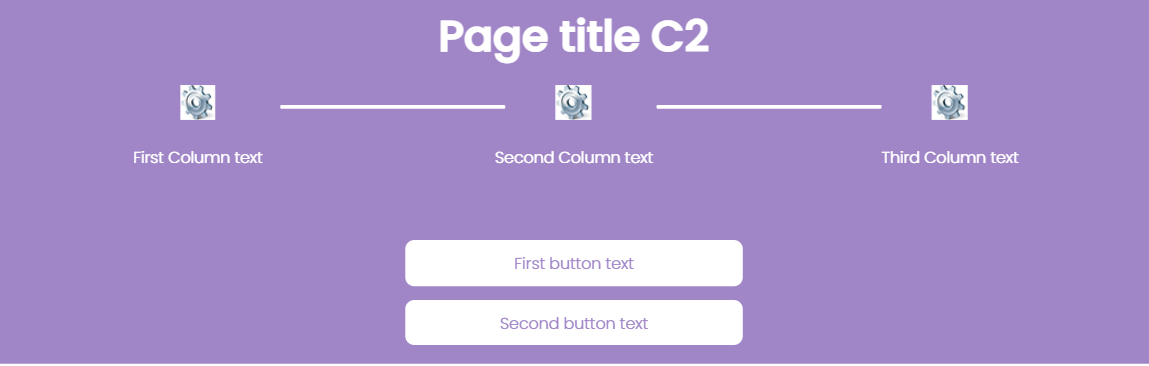 Page title C2
First Column text
Second Column text
Third Column text
First button text
Second button text